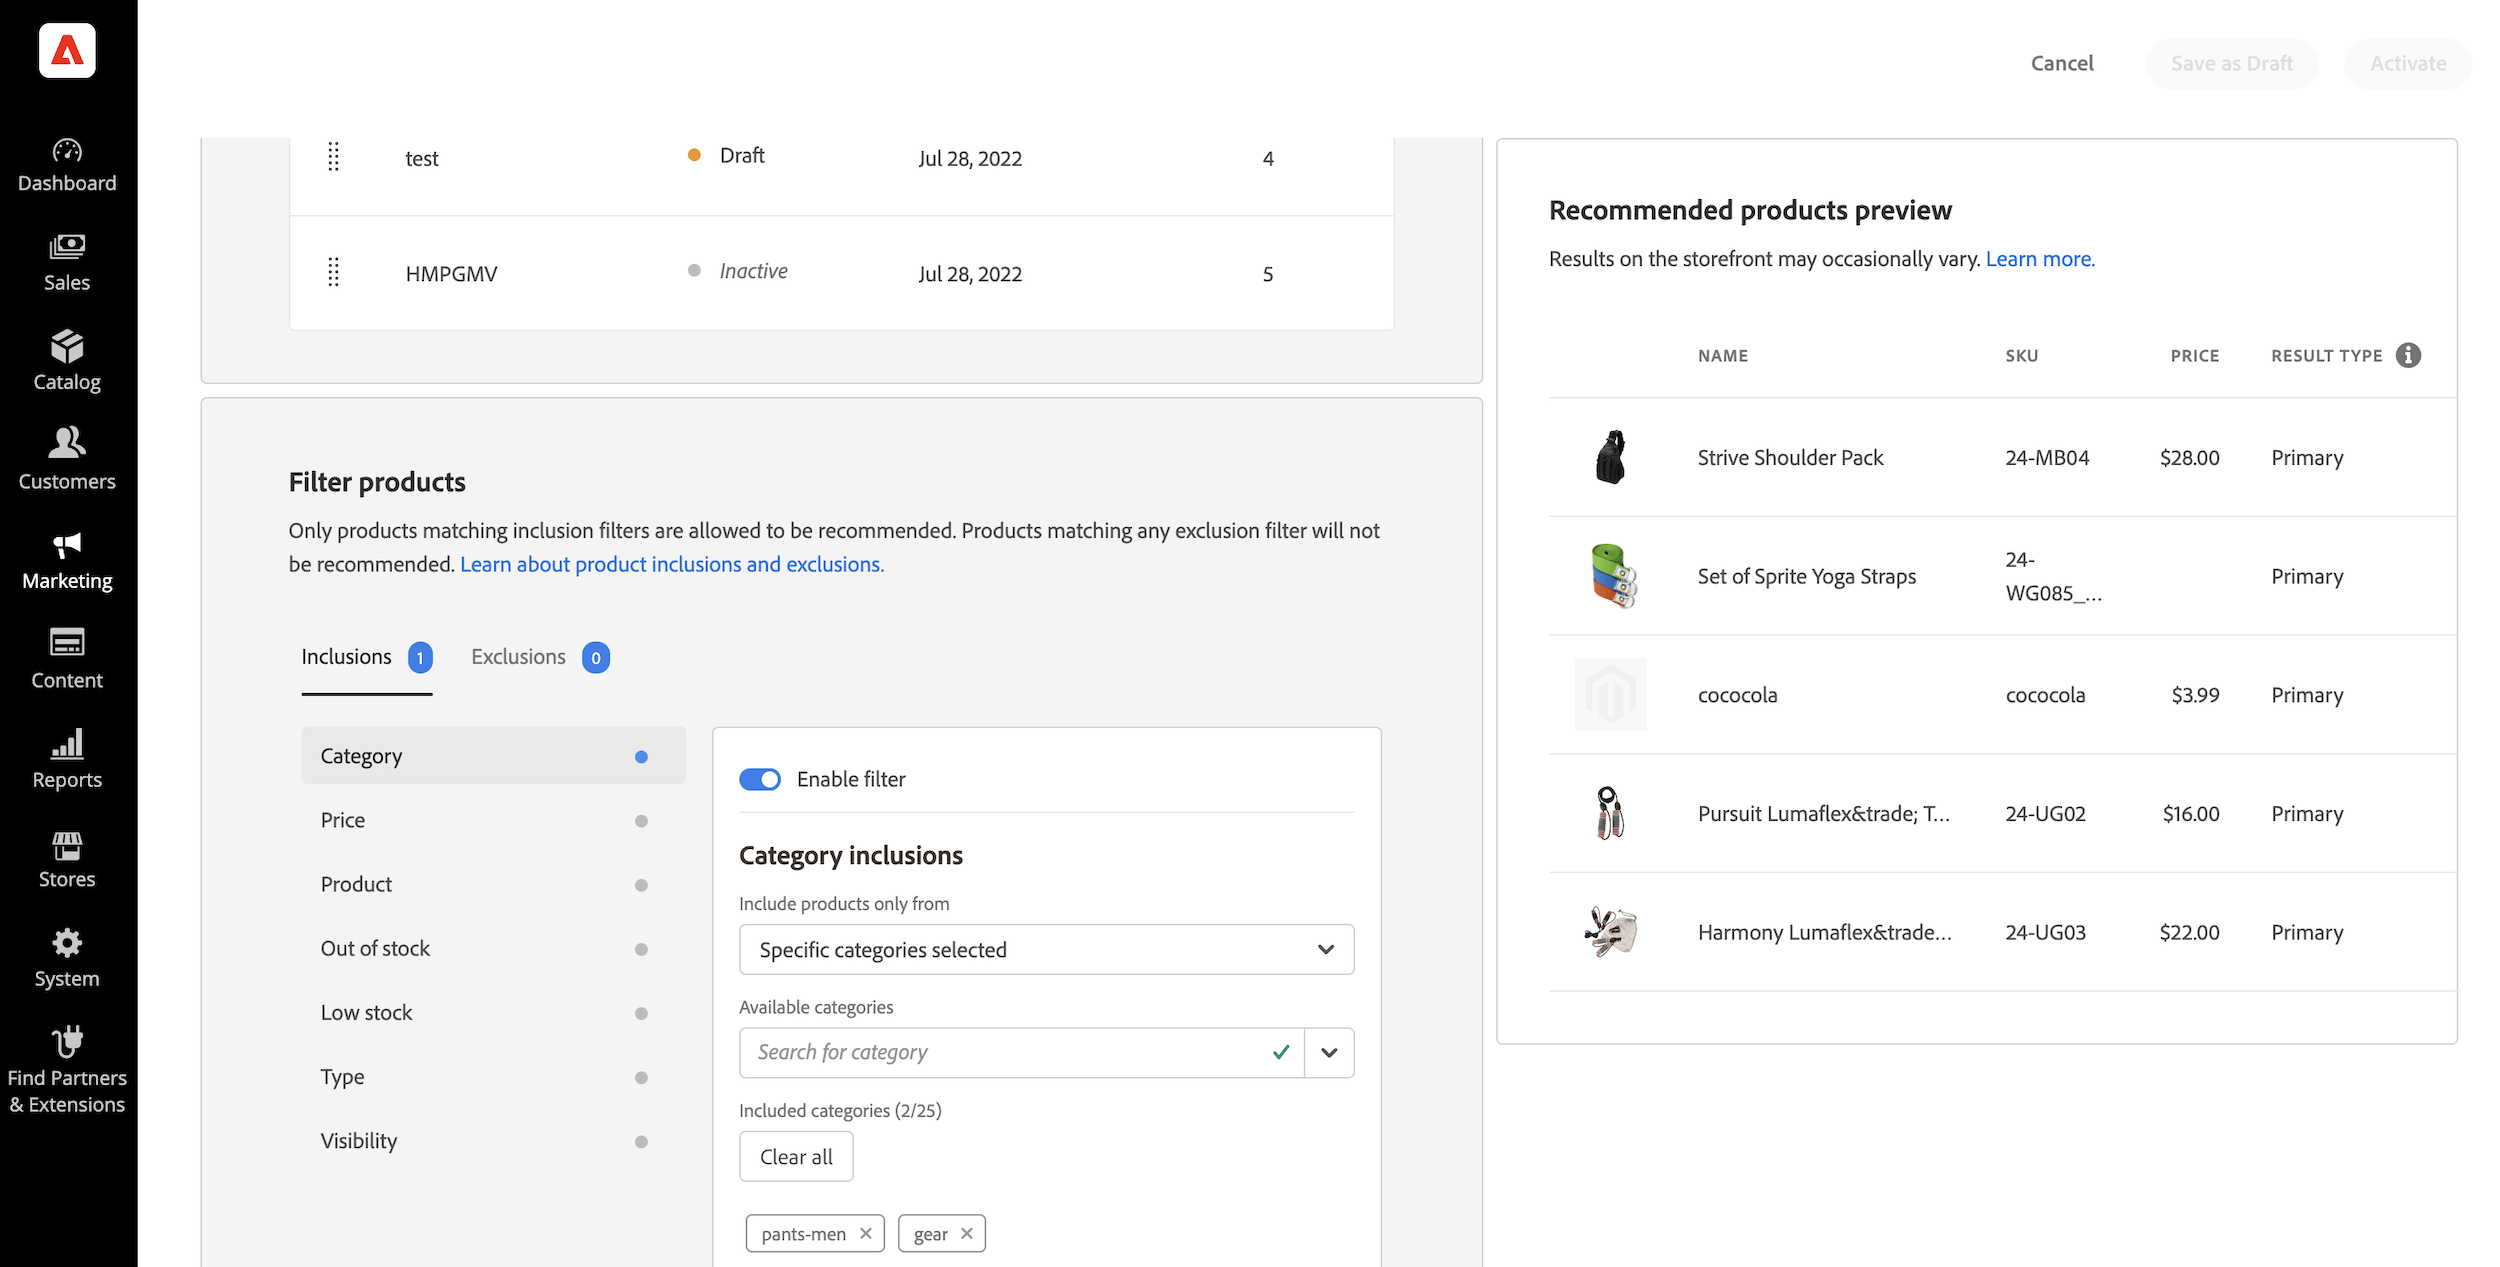 Cancel
Save as Draft
Activate
Dashboard
Sales
Catalog
Customers
Marketing
Content
Reports
Stores
System
Find Partners
& Extensions
test Draft Jul 28, 2022 4
HMPGMV Inactive Jul 28, 2022 5
Filter products
Only products matching inclusion filters are allowed to be recommended. Products matching any exclusion filter will not
be recommended. Learn about product inclusions and exclusions.
Inclusions 1 Exclusions 0
Category
Price
Product
Out of stock
Low stock
Type
Visibility
Enable filter
Category inclusions
Include products only from
Specific categories selected
Available categories
Search for category
Included categories (2/25)
Clear all
pants-men gear
Recommended products preview
Results on the storefront may occasionally vary. Learn more.
NAME SKU PRICE RESULT TYPE
Strive Shoulder Pack 24-MB04 $28.00 Primary
Set of Sprite Yoga Straps 24-
WG085_... Primary
cococola cococola $3.99 Primary
Pursuit Lumaflex&trade; T... 24-UG02 $16.00 Primary
Harmony Lumaflex&trade... 24-UG03 $22.00 Primary